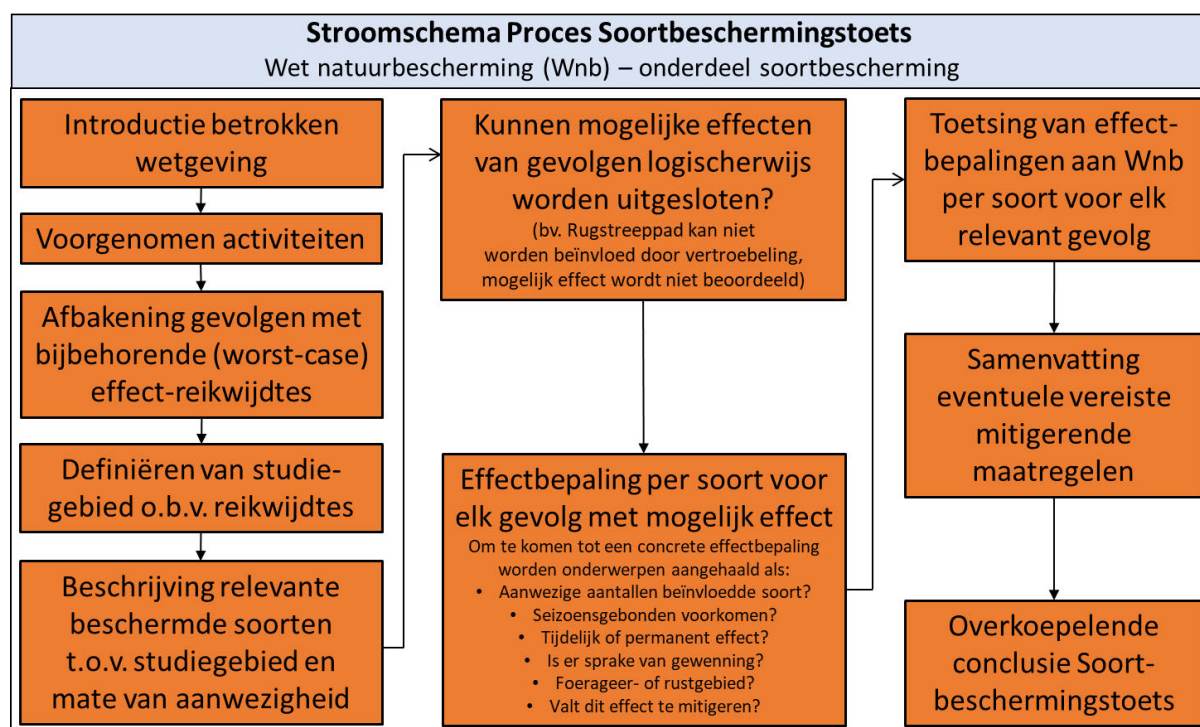 Stroomschema Proces Soortbeschermingstoets
Wet natuurbescherming (Wnb) – onderdeel soortbescherming
Introductie betrokken
wetgeving
Voorgenomen activiteiten
Afbakening gevolgen met
bijbehorende (worst-case)
effect-reikwijdtes
Definiëren van studie-
gebied o.b.v. reikwijdtes
Beschrijving relevante
beschermde soorten
t.o.v. studiegebied en
mate van aanwezigheid
Kunnen mogelijke effecten
van gevolgen logischerwijs
worden uitgesloten?
(bv. Rugstreeppad kan niet
worden beïnvloed door vertroebeling,
mogelijk effect wordt niet beoordeeld)
Effectbepaling per soort voor
elk gevolg met mogelijk effect
Om te komen tot een concrete effectbepaling
worden onderwerpen aangehaald als:
• Aanwezige aantallen beïnvloedde soort?
• Seizoensgebonden voorkomen?
• Tijdelijk of permanent effect?
• Is er sprake van gewenning?
• Foerageer- of rustgebied?
• Valt dit effect te mitigeren?
Toetsing van effect-
bepalingen aan Wnb
per soort voor elk
relevant gevolg
Samenvatting
eventuele vereiste
mitigerende
maatregelen
Overkoepelende
conclusie Soort-
beschermingstoets